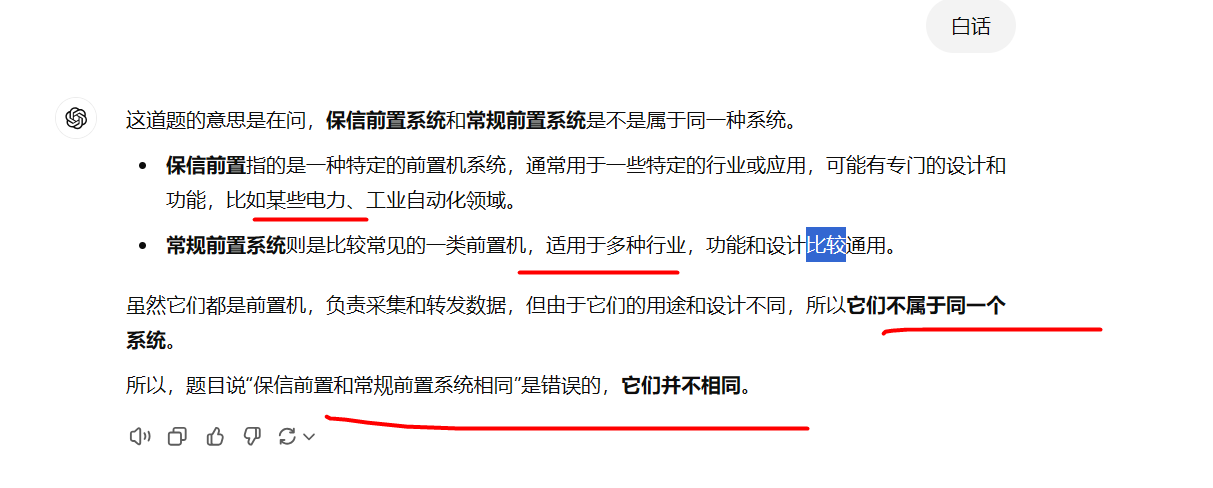 白话
这道题的意思是在问，保信前置系统和常规前置系统是不是属于同一种系统。
保信前置指的是一种特定的前置机系统，通常用于一些特定的行业或应用，可能有专门的设计和
功能，比如某些电力、工业自动化领域。
常规前置系统则是比较常见的一类前置机，适用于多种行业，功能和设计比较通用。
虽然它们都是前置机，负责采集和转发数据，但由于它们的用途和设计不同，所以它们不属于同一个
系统。
所以，题目说“保信前置和常规前置系统相同”是错误的，它们并不相同。